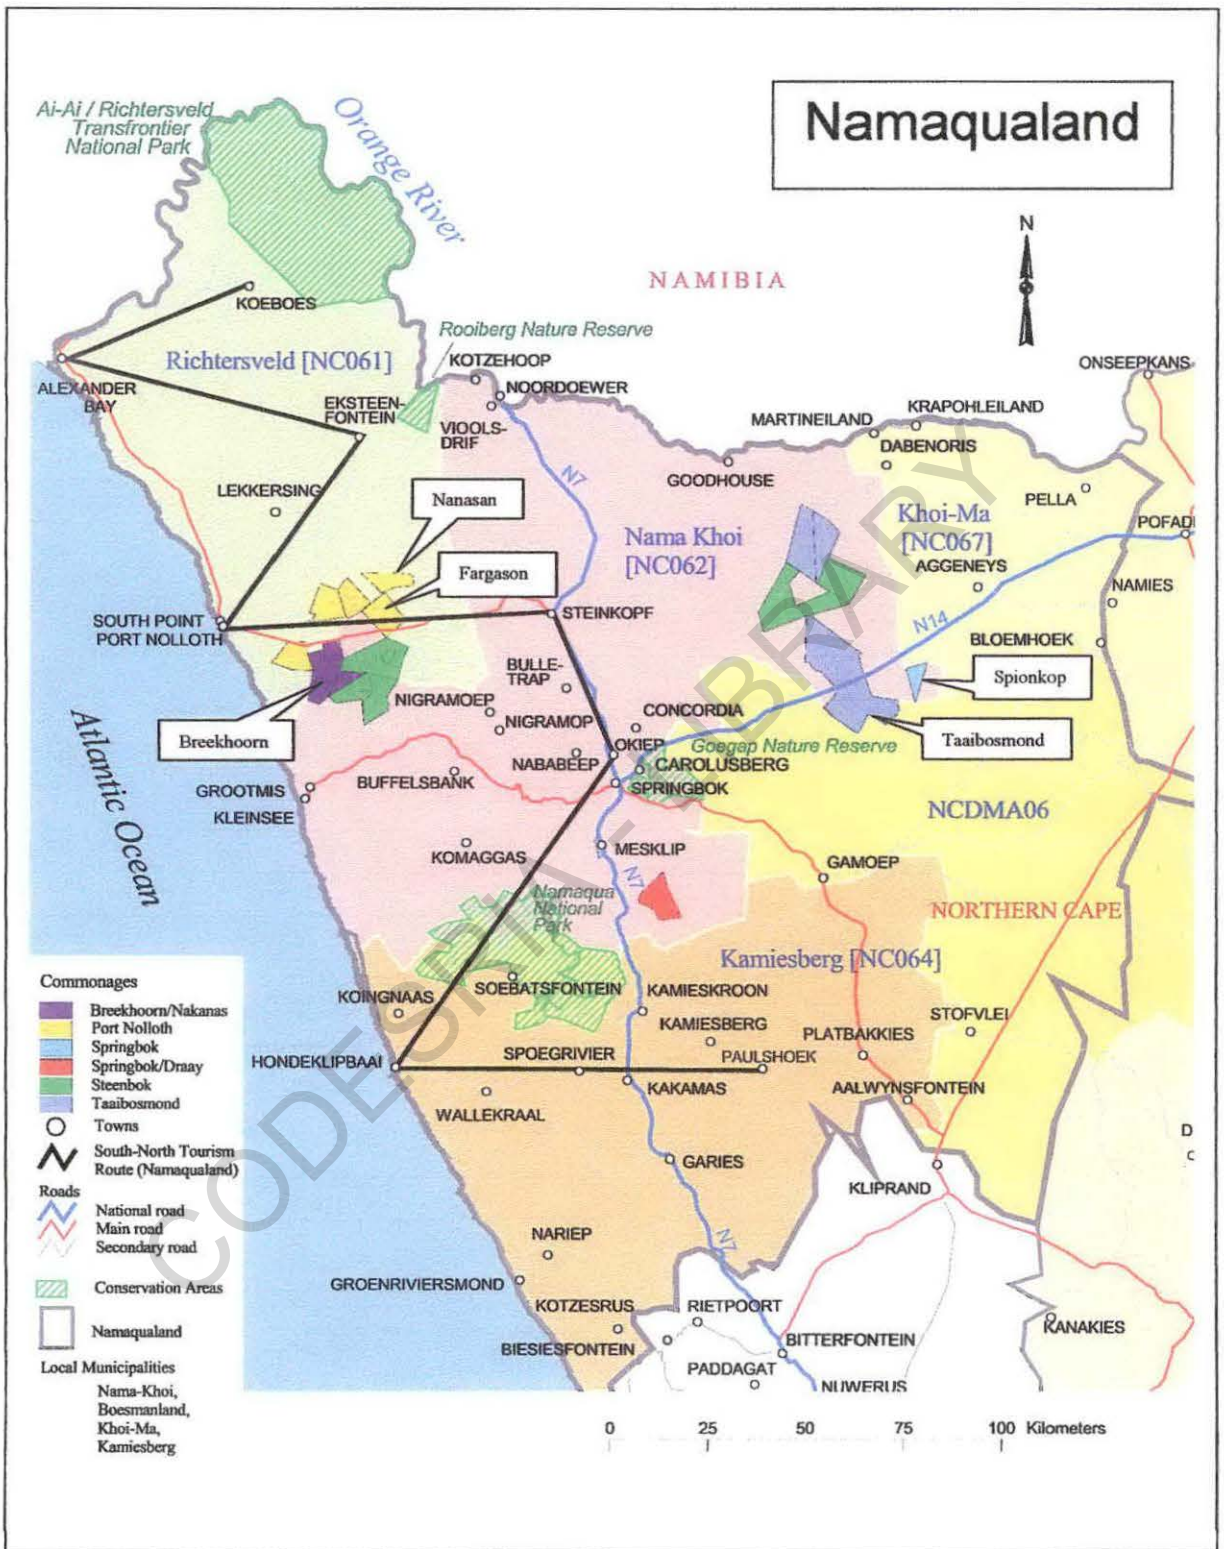 Namaqualand
Ai-Ai / Richtersveld
Transfrontier
National Park
Orange River
N
NAMIBIA
KOEBOES
Rooiberg Nature Reserve
Richtersveld [NC061]
KOTZEHOOP
ONSEEPKANS
ALEXANDER
BAY
NOORDOEWER
EKSTEEN-
FONTEIN
VIOOLS-
DRIF
MARTINEILAND
KRAPOHLEILAND
DABENORIS
GOODHOUSE
N7
LEKKERSING
Nanasan
PELLA
Nama Khoi
[NC062]
Khoi-Ma
[NC067]
POFADI
Fargason
AGGENEYS
NAMIES
SOUTH POINT
PORT NOLLOTH
STEINKOPF
N14
BLOEMHOEK
BULLE-
TRAP
Spionkop
NIGRAMOEP
NIGRAMOP
CONCORDIA
Breekhoorn
Taaibosmond
OKIEP
Goegap Nature Reserve
NABABEEP
CAROLUSBERG
Atlantic Ocean
GROOTMIS
BUFFELSBANK
SPRINGBOK
KLEINSEE
NCDMA06
KOMAGGAS
MESKLIP
GAMOEP
N7
Namaqua
National
Park
NORTHERN CAPE
Kamiesberg [NC064]
SOEBATSFONTEIN
KAMIESKROON
KOINGNAAS
KAMIESBERG
STOFVLEI
PLATBAKKIES
HONDEKLIPBAAI
SPOEGRIVIER
PAULSHOEK
KAKAMAS
AALWYNSFONTEIN
WALLEKRAAL
D
GARIES
KLIPRAND
NARIEP
N7
GROENRIVIERSMOND
KOTZESRUS
RIETPOORT
BIESIESFONTEIN
BITTERFONTEIN
KANAKIES
PADDAGAT
NUWERUS
Commonages
Breekhoorn/Nakanas
Port Nolloth
Springbok
Springbok/Draay
Steenbok
Taaibosmond
Towns
South-North Tourism
Route (Namaqualand)
Roads
National road
Main road
Secondary road
Conservation Areas
Namaqualand
Local Municipalities
Nama-Khoi,
Boesmanland,
Khoi-Ma,
Kamiesberg
0 25 50 75 100 Kilometers
CODESRIA - LIBRARY